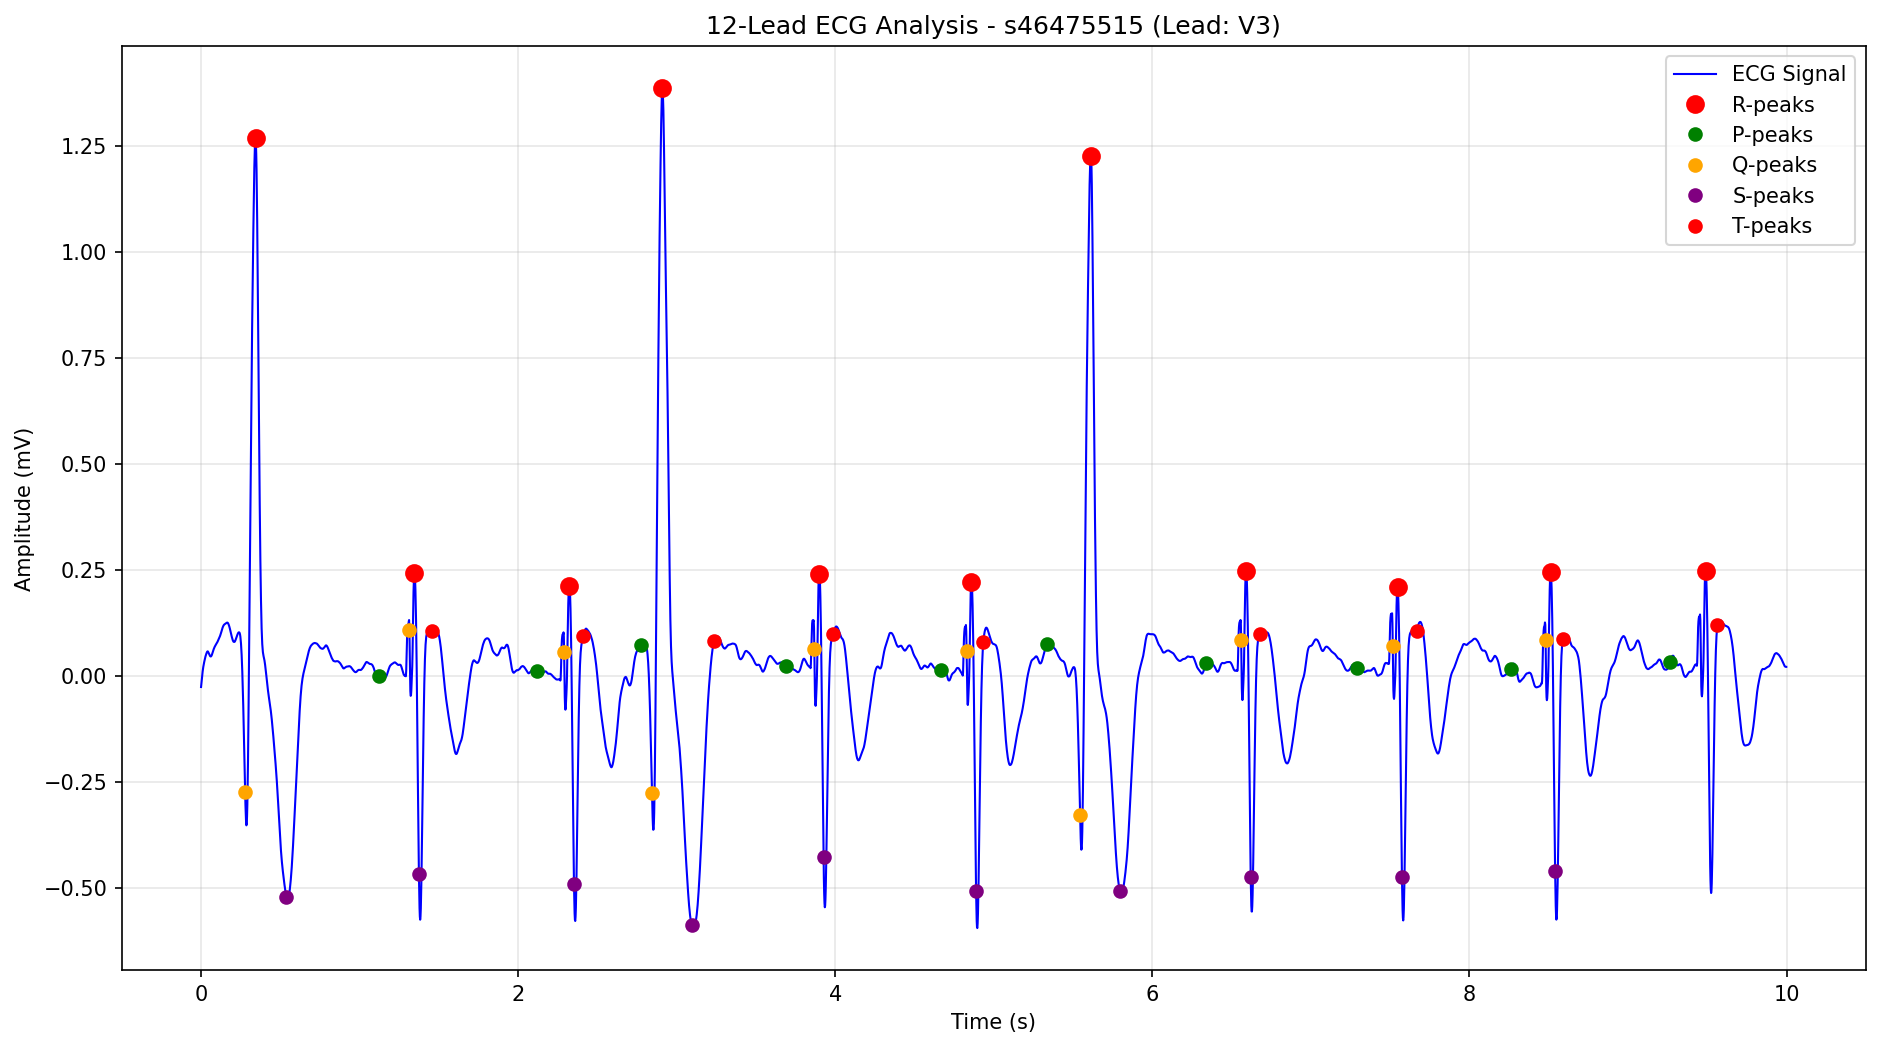 12-Lead ECG Analysis - s46475515 (Lead: V3)
ECG Signal
R-peaks
P-peaks
Q-peaks
S-peaks
T-peaks
Amplitude (mV)
1.25
1.00
0.75
0.50
0.25
0.00
−0.25
−0.50
0 2 4 6 8 10
Time (s)